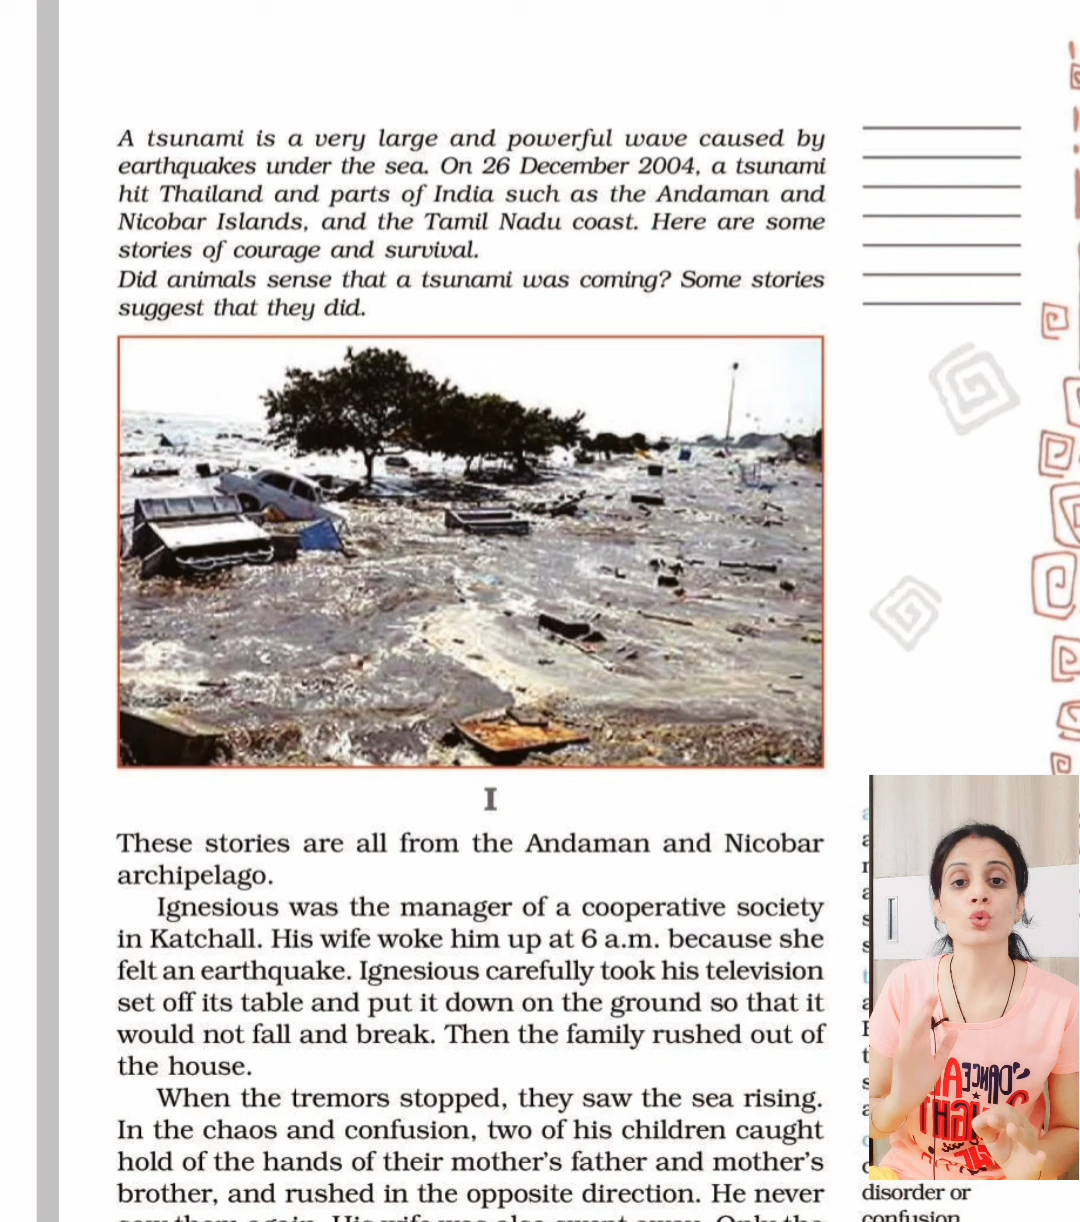 A tsunami is a very large and powerful wave caused by
earthquakes under the sea. On 26 December 2004, a tsunami
hit Thailand and parts of India such as the Andaman and
Nicobar Islands, and the Tamil Nadu coast. Here are some
stories of courage and survival.
Did animals sense that a tsunami was coming? Some stories
suggest that they did.
I
These stories are all from the Andaman and Nicobar
archipelago.
Ignesious was the manager of a cooperative society
in Katchall. His wife woke him up at 6 a.m. because she
felt an earthquake. Ignesious carefully took his television
set off its table and put it down on the ground so that it
would not fall and break. Then the family rushed out of
the house.
When the tremors stopped, they saw the sea rising.
In the chaos and confusion, two of his children caught
hold of the hands of their mother's father and mother's
brother, and rushed in the opposite direction. He never
disorder or
confusion
DANCE